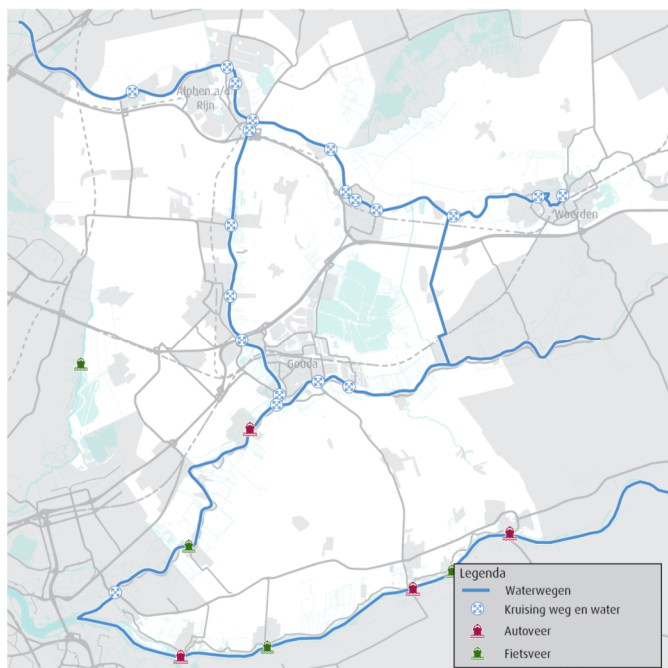 Alphen a/d
Rijn
Woerden
Gouda
Legenda
Waterwegen
Kruising weg en water
Autoveer
Fietsveer